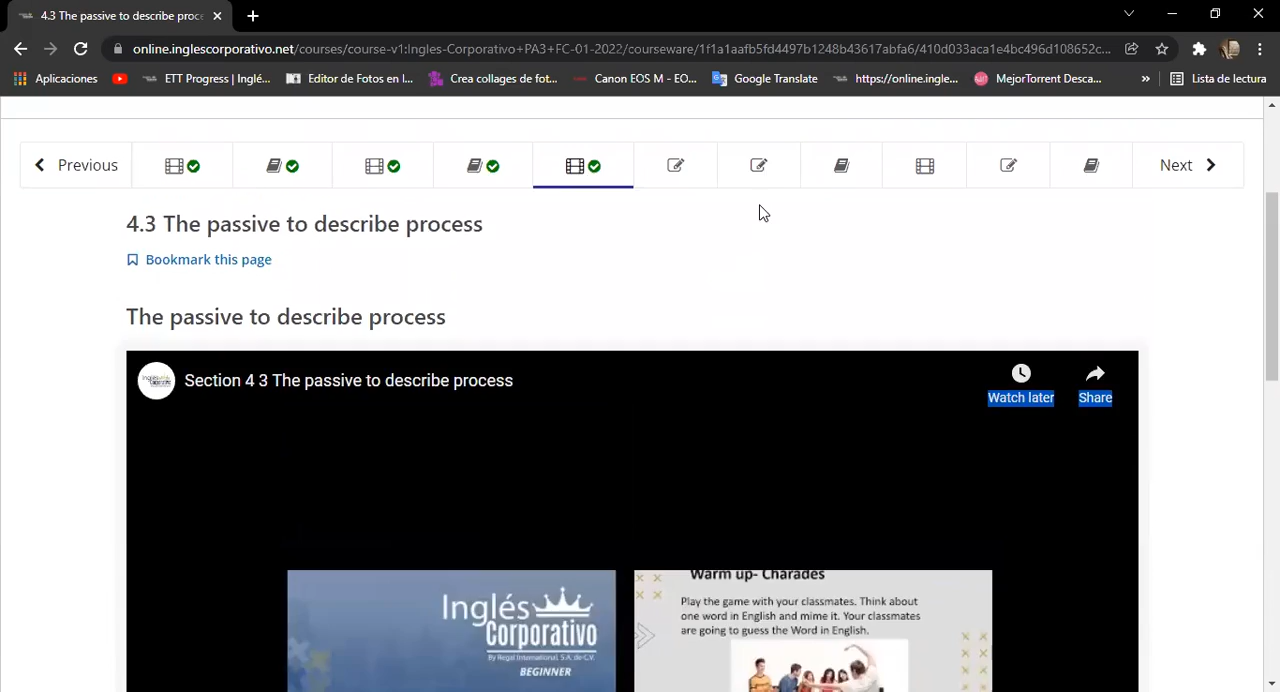 4.3 The passive to describe proce
online.inglescorporativo.net/courses/course-v1:Ingles-Corporativo+PA3+FC-01-2022/courseware/1f1a1aafb5fd4497b1248b43617abfa6/410d033aca1e4bc496d108652c...
Aplicaciones ETT Progress | Inglé... Editor de Fotos en l... Crea collages de fot... Canon EOS M - EO... Google Translate https://online.ingle... MejorTorrent Desca... » Lista de lectura
Previous Next
4.3 The passive to describe process
Bookmark this page
The passive to describe process
Section 4 3 The passive to describe process
Watch later Share
Warm up- Charades
Inglés
Corporativo
By Regal International, S.A. de C.V.
BEGINNER
Play the game with your classmates. Think about
one word in English and mime it. Your classmates
are going to guess the Word in English.